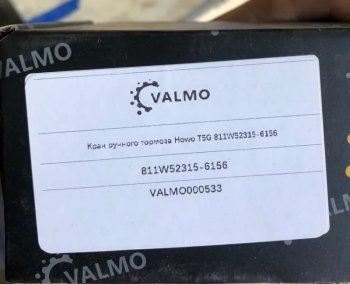 VALMO
VALMO
Кран ручного тормоза Howo T5G 811W52315-6156
811W52315-6156
VALMO000533
VALMO